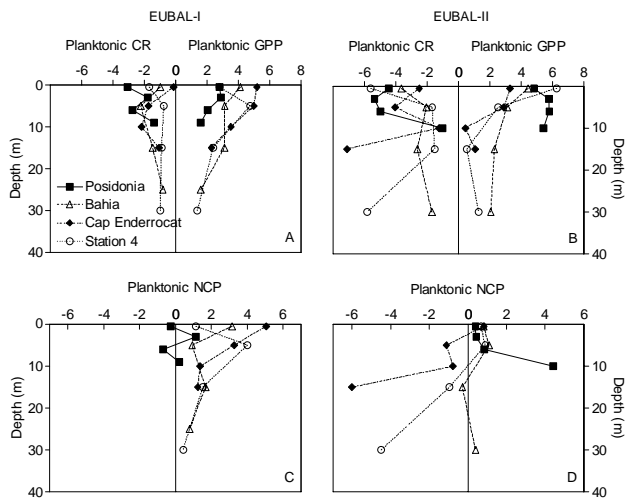 EUBAL-I
EUBAL-II
Planktonic CR Planktonic GPP
-8 -6 -4 -2 0 2 4 6 8
0
10
20
30
40
Depth (m)
Posidonia
Bahia
Cap Enderrocat
Station 4
A
Planktonic CR Planktonic GPP
-6 -4 -2 0 2 4 6 8
0
10
20
30
40
Depth (m)
B
Planktonic NCP
-6 -4 -2 0 2 4 6
0
10
20
30
40
Depth (m)
C
Planktonic NCP
-6 -4 -2 0 2 4 6
0
10
20
30
40
Depth (m)
D